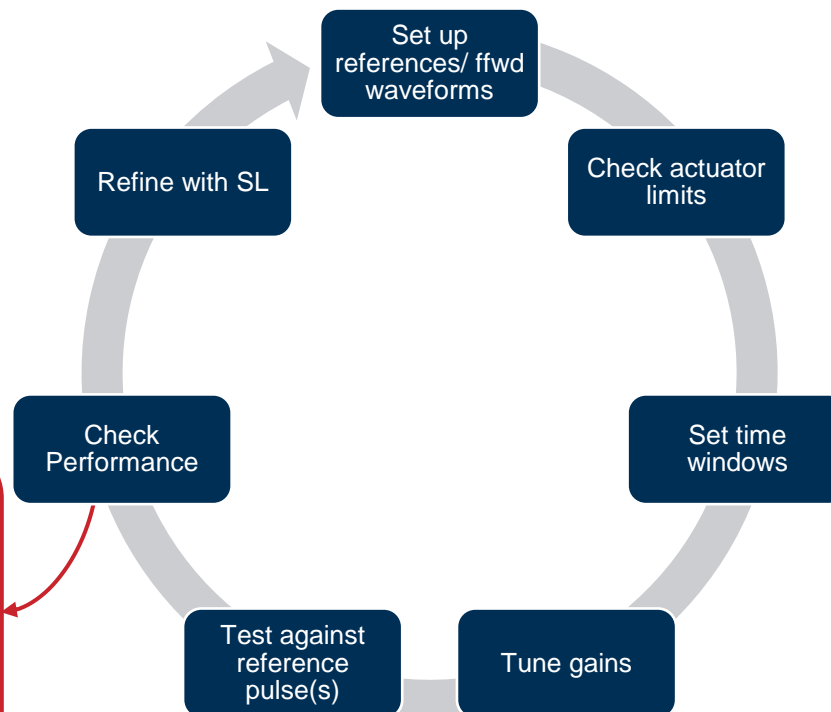 Set up
references/ ffwd
waveforms
Check actuator
limits
Set time
windows
Tune gains
Test against
reference
pulse(s)
Check
Performance
Refine with SL